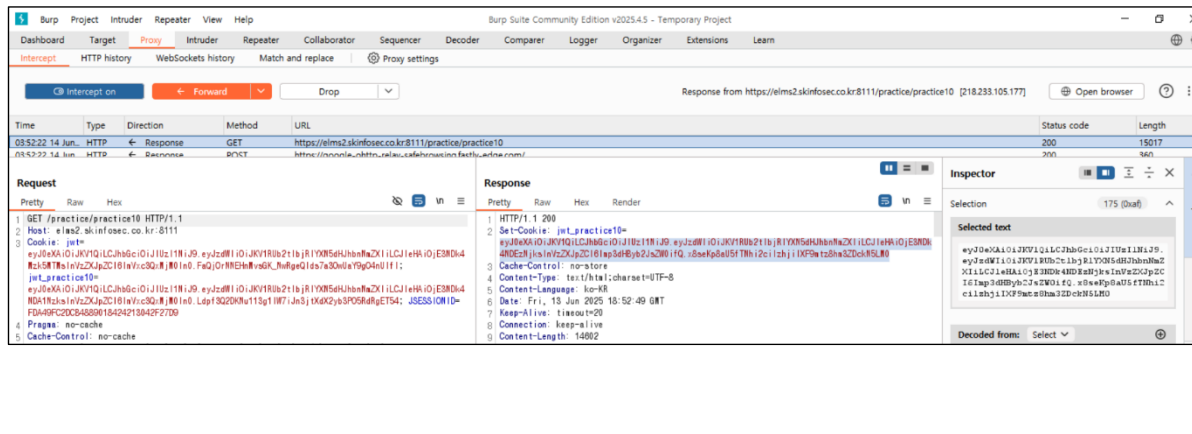 Burp Project Intruder Repeater View Help
Burp Suite Community Edition v2025.4.5 - Temporary Project
Dashboard Target Proxy Intruder Repeater Collaborator Sequencer Decoder Comparer Logger Organizer Extensions Learn
Intercept HTTP history WebSockets history Match and replace Proxy settings
Intercept on Forward Drop Response from https://elms2.skinfosec.co.kr:8111/practice/practice10 [218.233.105.177] Open browser
Time Type Direction Method URL Status code Length
03:52:22 14 Jun... HTTP ← Response GET https://elms2.skinfosec.co.kr:8111/practice/practice10 200 15017
03:52:22 14 Jun HTTP ← Response POST https://google-ohttp-relay-safebrowsing.fastly-edge.com/ 200 360
Request
Pretty Raw Hex
1 GET /practice/practice10 HTTP/1.1
2 Host: elms2.skinfosec.co.kr:8111
3 Cookie: jwt=
jwt_practice10=
JSESSIONID=
4 Pragma: no-cache
5 Cache-Control: no-cache
Response
Pretty Raw Hex Render
1 HTTP/1.1 200
2 Set-Cookie: jwt_practice10=
3 Cache-Control: no-store
4 Content-Type: text/html;charset=UTF-8
5 Content-Language: ko-KR
6 Date: Fri, 13 Jun 2025 18:52:49 GMT
7 Keep-Alive: timeout=20
8 Connection: keep-alive
9 Content-Length: 14602
Inspector
Selection 175 (0xaf)
Selected text
Decoded from: Select